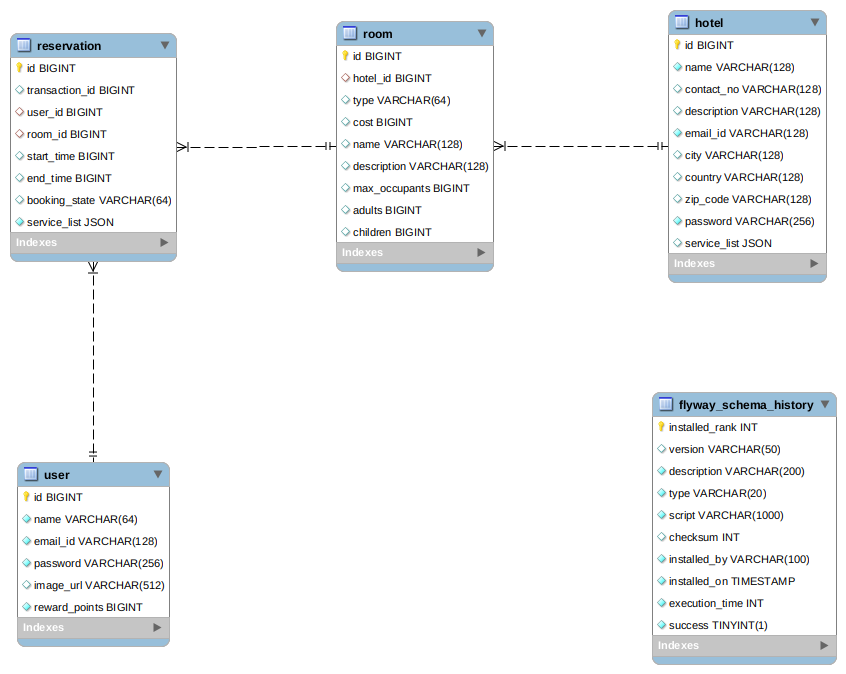 reservation
id BIGINT
transaction_id BIGINT
user_id BIGINT
room_id BIGINT
start_time BIGINT
end_time BIGINT
booking_state VARCHAR(64)
service_list JSON
Indexes
room
id BIGINT
hotel_id BIGINT
type VARCHAR(64)
cost BIGINT
name VARCHAR(128)
description VARCHAR(128)
max_occupants BIGINT
adults BIGINT
children BIGINT
Indexes
hotel
id BIGINT
name VARCHAR(128)
contact_no VARCHAR(128)
description VARCHAR(128)
email_id VARCHAR(128)
city VARCHAR(128)
country VARCHAR(128)
zip_code VARCHAR(128)
password VARCHAR(256)
service_list JSON
Indexes
user
id BIGINT
name VARCHAR(64)
email_id VARCHAR(128)
password VARCHAR(256)
image_url VARCHAR(512)
reward_points BIGINT
Indexes
flyway_schema_history
installed_rank INT
version VARCHAR(50)
description VARCHAR(200)
type VARCHAR(20)
script VARCHAR(1000)
checksum INT
installed_by VARCHAR(100)
installed_on TIMESTAMP
execution_time INT
success TINYINT(1)
Indexes